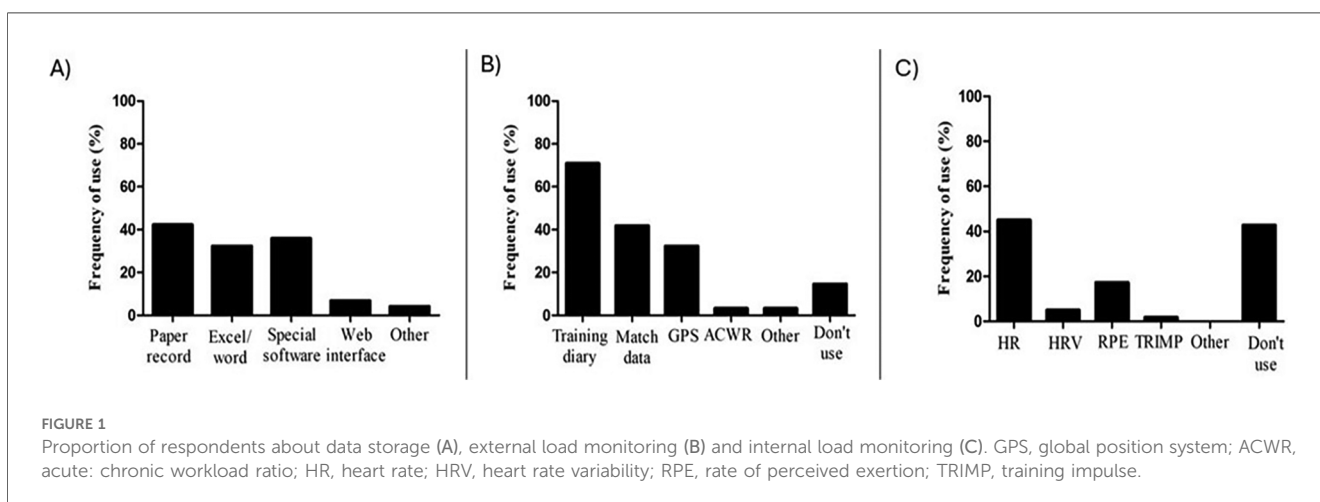 A)
Frequency of use (%)
100
80
60
40
20
0
Paper
record
Excel/
word
Special
software
Web
interface
Other
B)
Frequency of use (%)
100
80
60
40
20
0
Training
diary
Match
data
GPS
ACWR
Other
Don't
use
C)
Frequency of use (%)
100
80
60
40
20
0
HR
HRV
RPE
TRIMP
Other
Don't
use
FIGURE 1
Proportion of respondents about data storage (A), external load monitoring (B) and internal load monitoring (C). GPS, global position system; ACWR,
acute: chronic workload ratio; HR, heart rate; HRV, heart rate variability; RPE, rate of perceived exertion; TRIMP, training impulse.